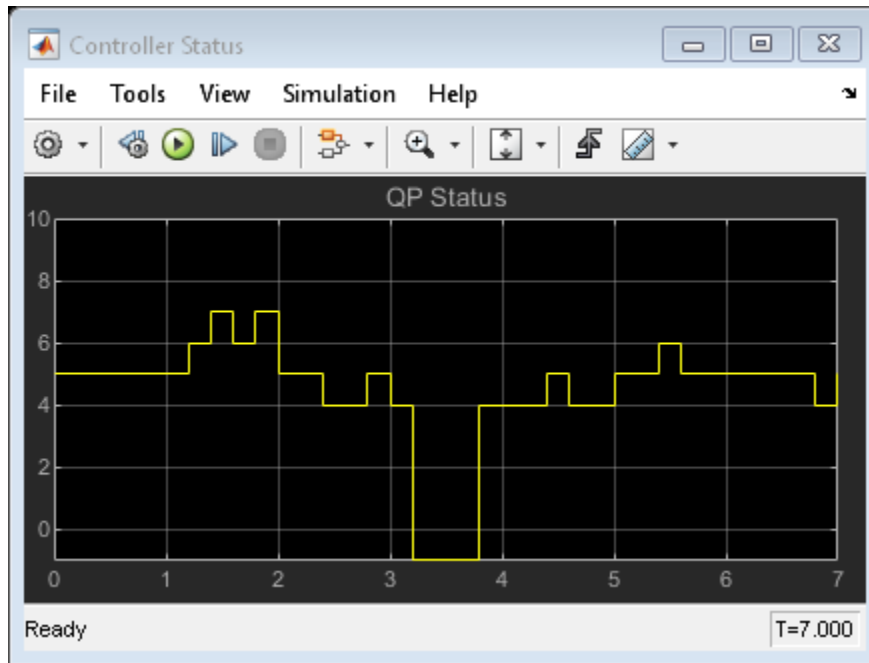 Controller Status
File Tools View Simulation Help
QP Status
10
8
6
4
2
0
0 1 2 3 4 5 6 7
Ready T=7.000